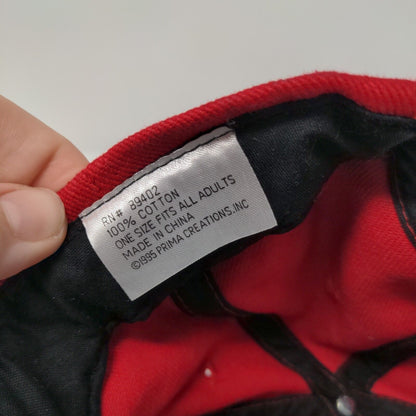 RN# 89402
100% COTTON
ONE SIZE FITS ALL ADULTS
MADE IN CHINA
©1995 PRIMA CREATIONS, INC